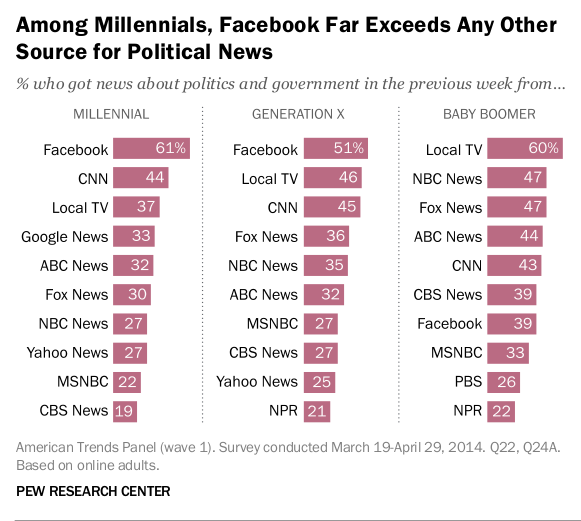 Among Millennials, Facebook Far Exceeds Any Other
Source for Political News
% who got news about politics and government in the previous week from...
MILLENNIAL
Facebook 61%
CNN 44
Local TV 37
Google News 33
ABC News 32
Fox News 30
NBC News 27
Yahoo News 27
MSNBC 22
CBS News 19
GENERATION X
Facebook 51%
Local TV 46
CNN 45
Fox News 36
NBC News 35
ABC News 32
MSNBC 27
CBS News 27
Yahoo News 25
NPR 21
BABY BOOMER
Local TV 60%
NBC News 47
Fox News 47
ABC News 44
CNN 43
CBS News 39
Facebook 39
MSNBC 33
PBS 26
NPR 22
American Trends Panel (wave 1). Survey conducted March 19-April 29, 2014. Q22, Q24A.
Based on online adults.
PEW RESEARCH CENTER